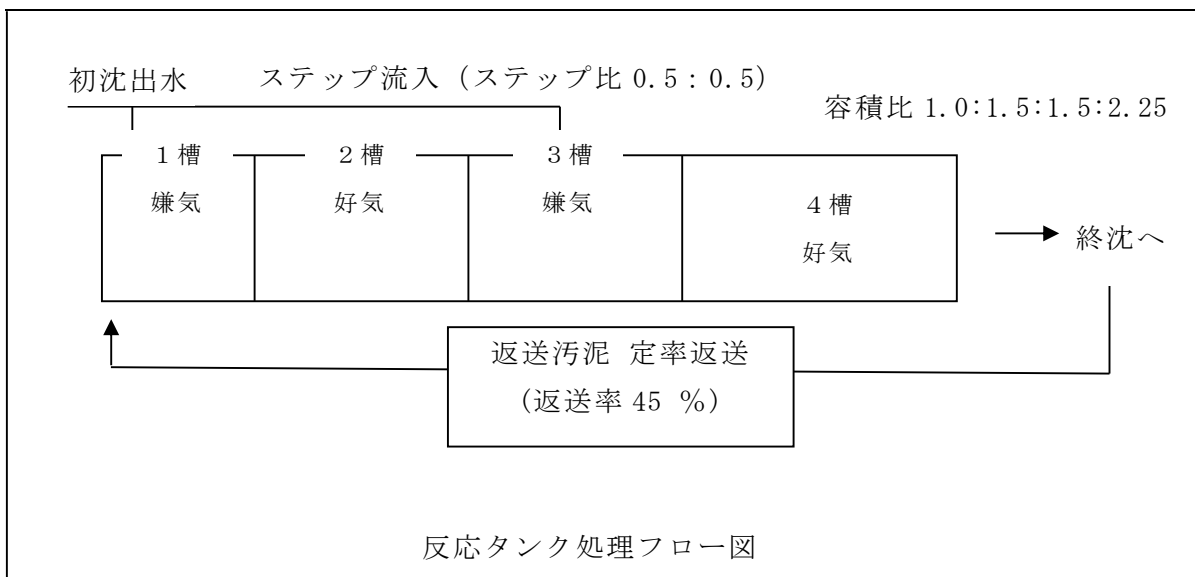 初沈出水 ステップ流入（ステップ比 0.5：0.5）
容積比 1.0:1.5:1.5:2.25
１槽
嫌気
２槽
好気
３槽
嫌気
４槽
好気
終沈へ
返送汚泥 定率返送
（返送率 45 %）
反応タンク処理フロー図